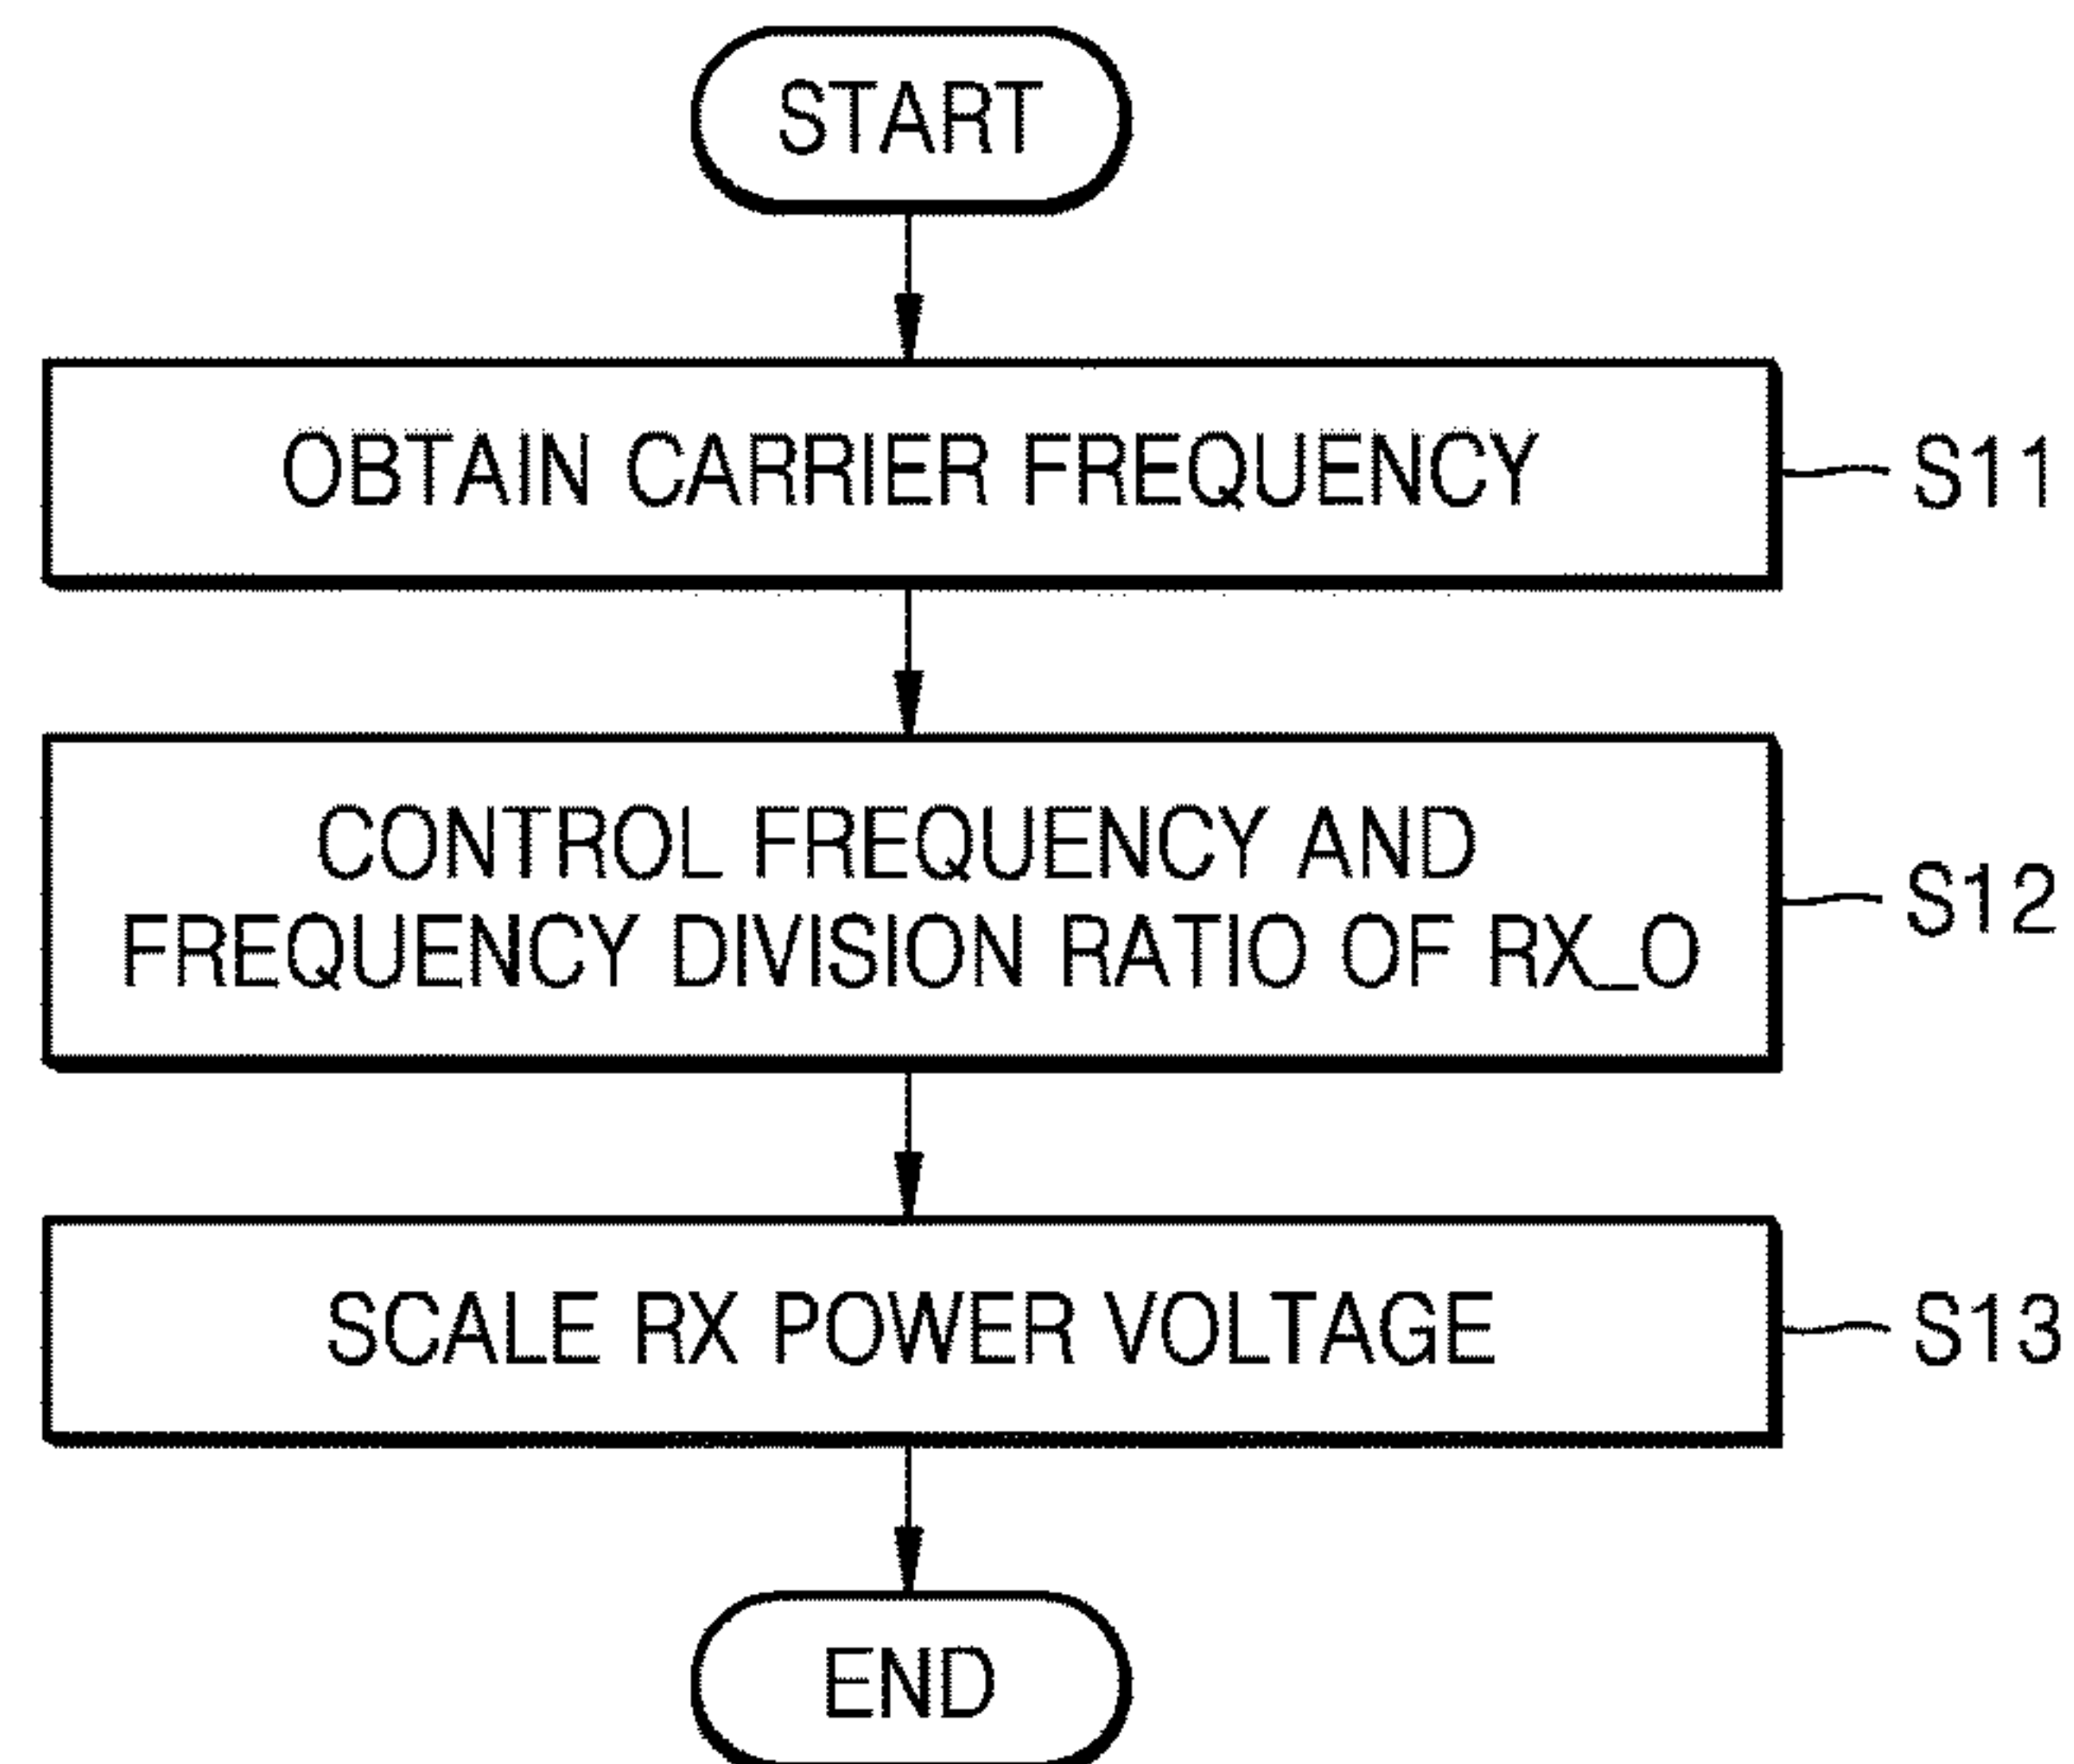 START
OBTAIN CARRIER FREQUENCY
S11
CONTROL FREQUENCY AND
FREQUENCY DIVISION RATIO OF RX_O
S12
SCALE RX POWER VOLTAGE
S13
END